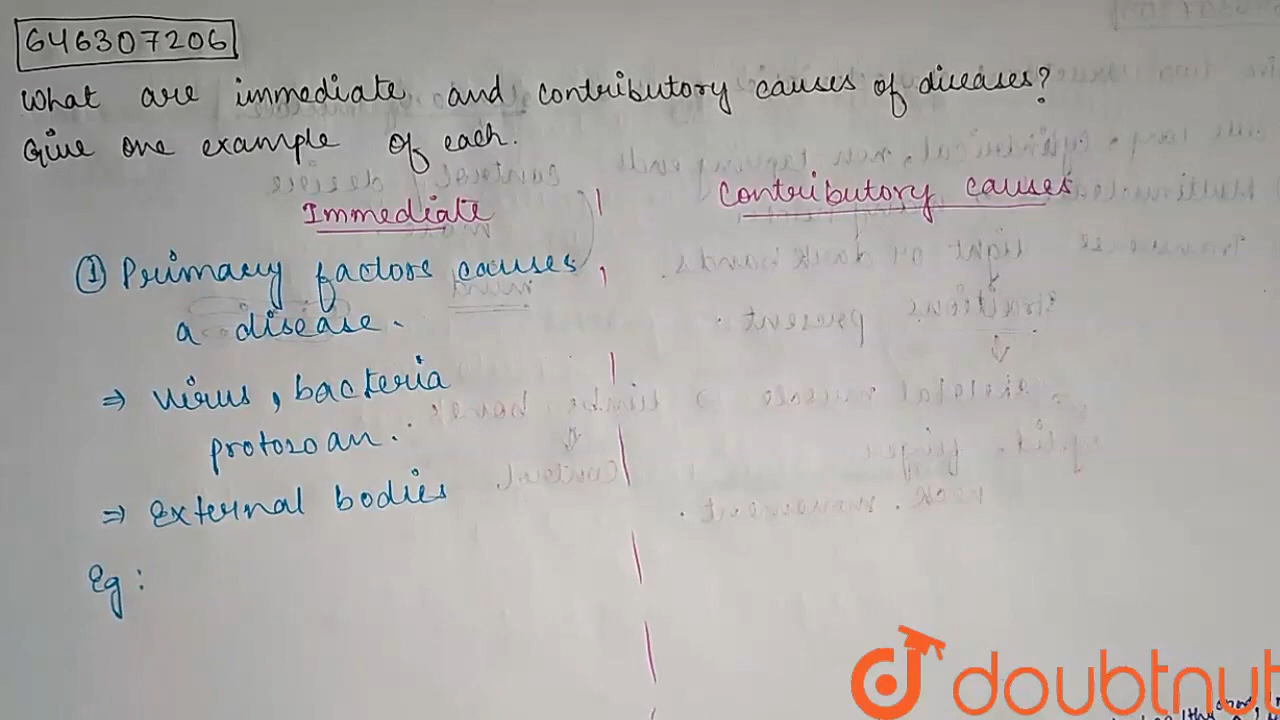 646307206
What are immediate and contributory causes of diseases?
Give one example of each.
Immediate
① Primary factors causes
a disease.
⇒ virus, bacteria
protozoan.
⇒ External bodies
Eg :
Contributory causes
doubtnut